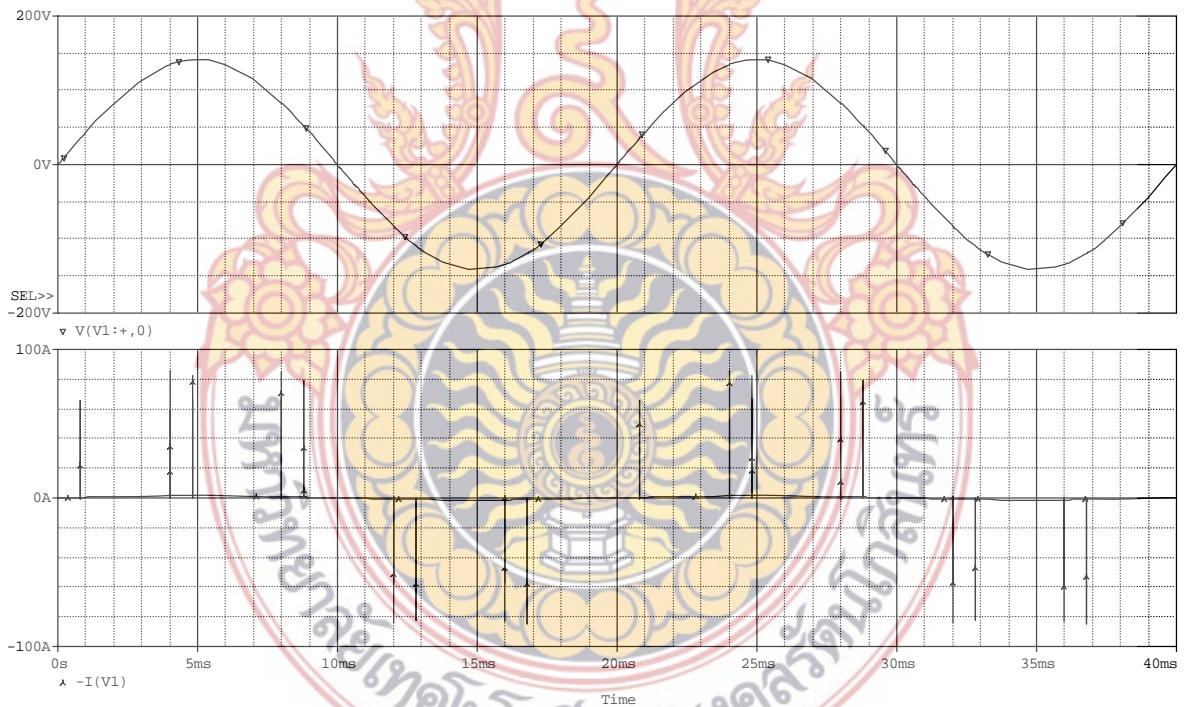 200V
0V
SEL>>
-200V
▿ V(V1:+,0)
100A
0A
-100A
0s 5ms 10ms 15ms 20ms 25ms 30ms 35ms 40ms
-I(V1)
Time